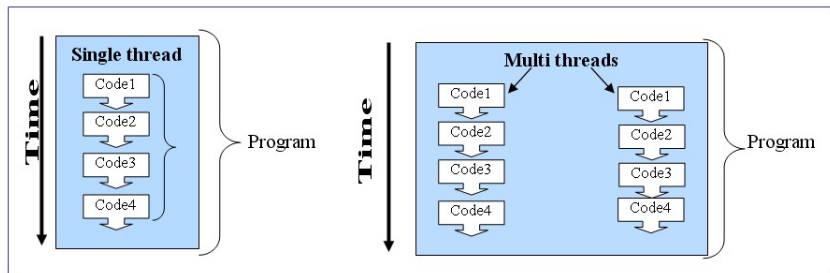 Time
Single thread
Code1
Code2
Code3
Code4
Program
Time
Multi threads
Code1
Code2
Code3
Code4
Code1
Code2
Code3
Code4
Program